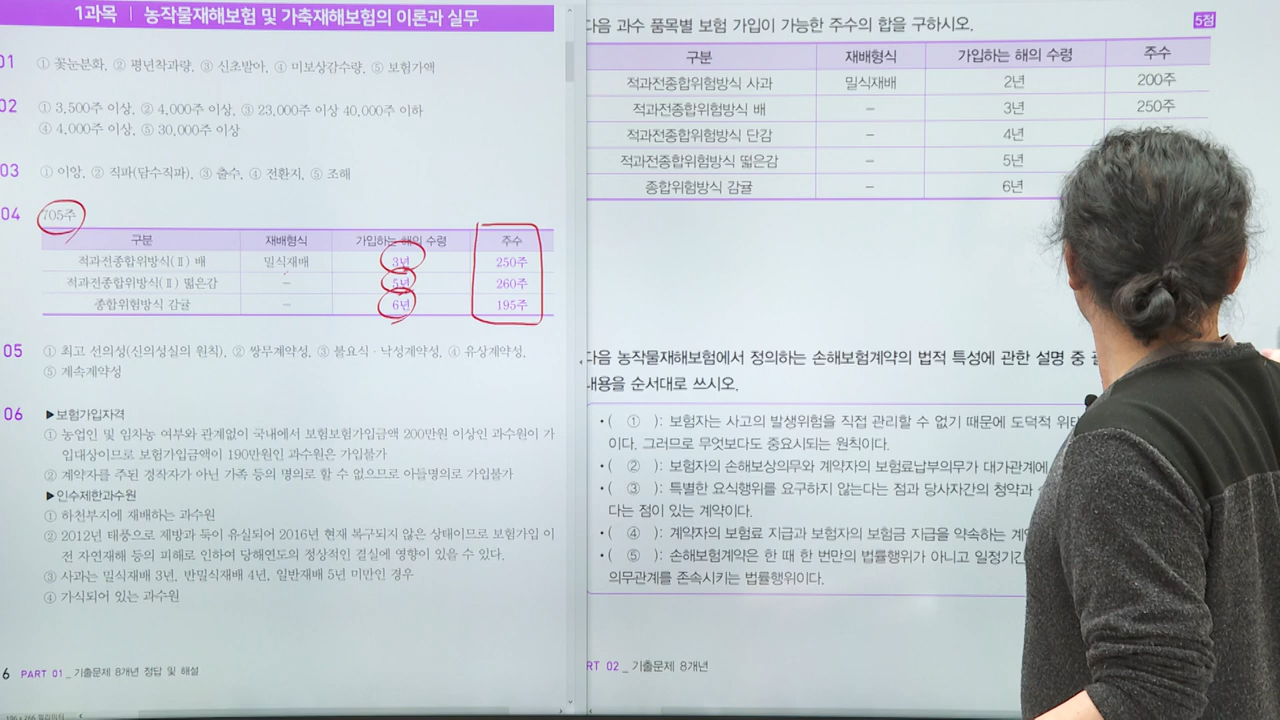 1과목 | 농작물재해보험 및 가축재해보험의 이론과 실무
01 ① 꽃눈분화, ② 평년착과량, ③ 신초발아, ④ 미보상감수량, ⑤ 보험가액
02 ① 3,500주 이상, ② 4,000주 이상, ③ 23,000주 이상 40,000주 이하
④ 4,000주 이상, ⑤ 30,000주 이상
03 ① 이앙, ② 직파(담수직파), ③ 출수, ④ 전환지, ⑤ 조해
04 705주
구분 재배형식 가입하는 해의 수령 주수
적과전종합위방식(Ⅱ) 배 밀식재배 3년 250주
적과전종합위험방식(Ⅱ) 떫은감 - 5년 260주
종합위험방식 감귤 - 6년 195주
05 ① 최고 선의성(신의성실의 원칙), ② 쌍무계약성, ③ 불요식·낙성계약성, ④ 유상계약성,
⑤ 계속계약성
06 ▶보험가입자격
① 농업인 및 임차농 여부와 관계없이 국내에서 보험보험가입금액 200만원 이상인 과수원이 가
입대상이므로 보험가입금액이 190만원인 과수원은 가입불가
② 계약자를 주된 경작자가 아닌 가족 등의 명의로 할 수 없으므로 아들명의로 가입불가
▶인수제한과수원
① 하천부지에 재배하는 과수원
② 2012년 태풍으로 제방과 둑이 유실되어 2016년 현재 복구되지 않은 상태이므로 보험가입 이
전 자연재해 등의 피해로 인하여 당해연도의 정상적인 결실에 영향이 있을 수 있다.
③ 사과는 밀식재배 3년, 반밀식재배 4년, 일반재배 5년 미만인 경우
④ 가식되어 있는 과수원
6 PART 01 _ 기출문제 8개년 정답 및 해설
다음 과수 품목별 보험 가입이 가능한 주수의 합을 구하시오. 5점
구분 재배형식 가입하는 해의 수령 주수
적과전종합위험방식 사과 밀식재배 2년 200주
적과전종합위험방식 배 - 3년 250주
적과전종합위험방식 단감 - 4년
적과전종합위험방식 떫은감 - 5년
종합위험방식 감귤 - 6년
다음 농작물재해보험에서 정의하는 손해보험계약의 법적 특성에 관한 설명 중
내용을 순서대로 쓰시오.
•( ① ): 보험자는 사고의 발생위험을 직접 관리할 수 없기 때문에 도덕적
이다. 그러므로 무엇보다도 중요시되는 원칙이다.
•( ② ): 보험자의 손해보상의무와 계약자의 보험료납부의무가 대가관계에
•( ③ ): 특별한 요식행위를 요구하지 않는다는 점과 당사자간의 청약과
다는 점이 있는 계약이다.
•( ④ ): 계약자의 보험료 지급과 보험자의 보험금 지급을 약속하는
•( ⑤ ): 손해보험계약은 한 때 한 번만의 법률행위가 아니고 일정기간
의무관계를 존속시키는 법률행위이다.
RT 02 _ 기출문제 8개년